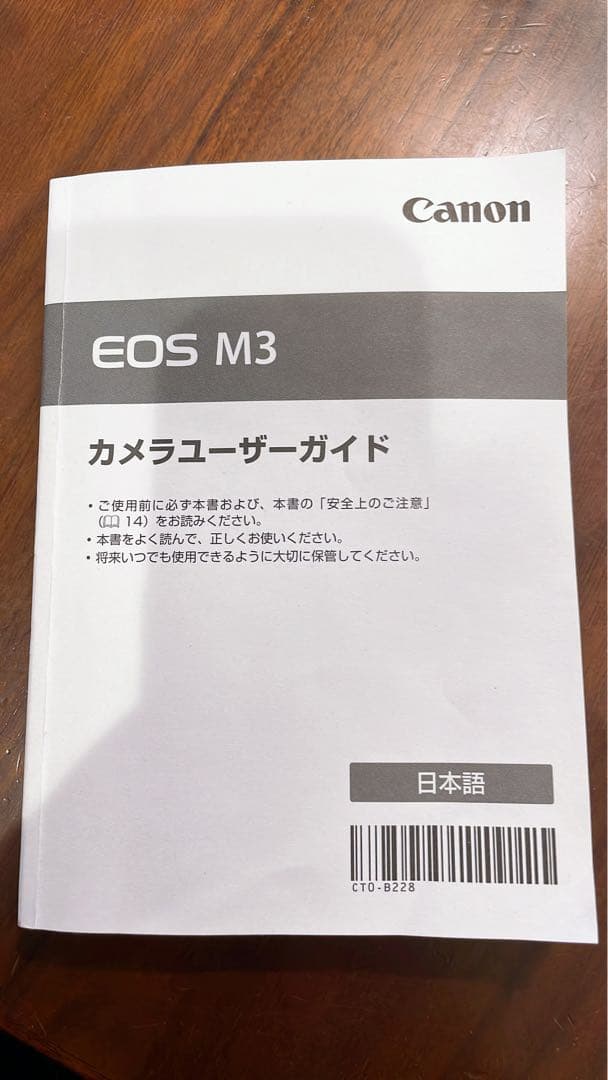 Canon
EOS M3
カメラユーザーガイド
• ご使用前に必ず本書および、本書の「安全上のご注意」
(📖 14)をお読みください。
• 本書をよく読んで、正しくお使いください。
• 将来いつでも使用できるように大切に保管してください。
日本語
CT0-B228